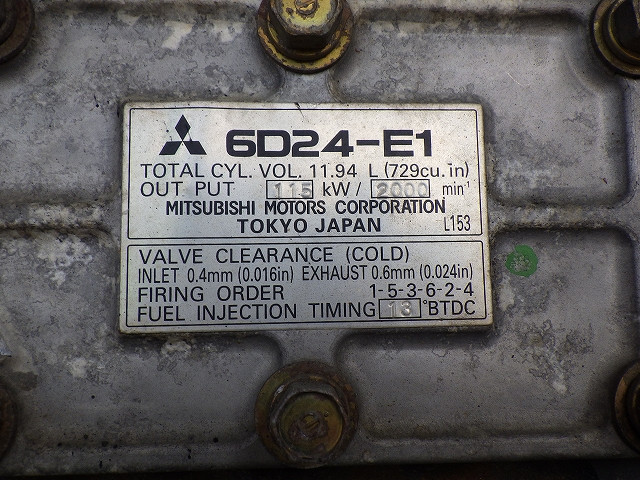 6D24-E1
TOTAL CYL. VOL. 11.94 L (729cu.in)
OUT PUT 115 kW/ 2000 min⁻¹
MITSUBISHI MOTORS CORPORATION
TOKYO JAPAN L153
VALVE CLEARANCE (COLD)
INLET 0.4mm (0.016in) EXHAUST 0.6mm (0.024in)
FIRING ORDER 1-5-3-6-2-4
FUEL INJECTION TIMING 13 °BTDC